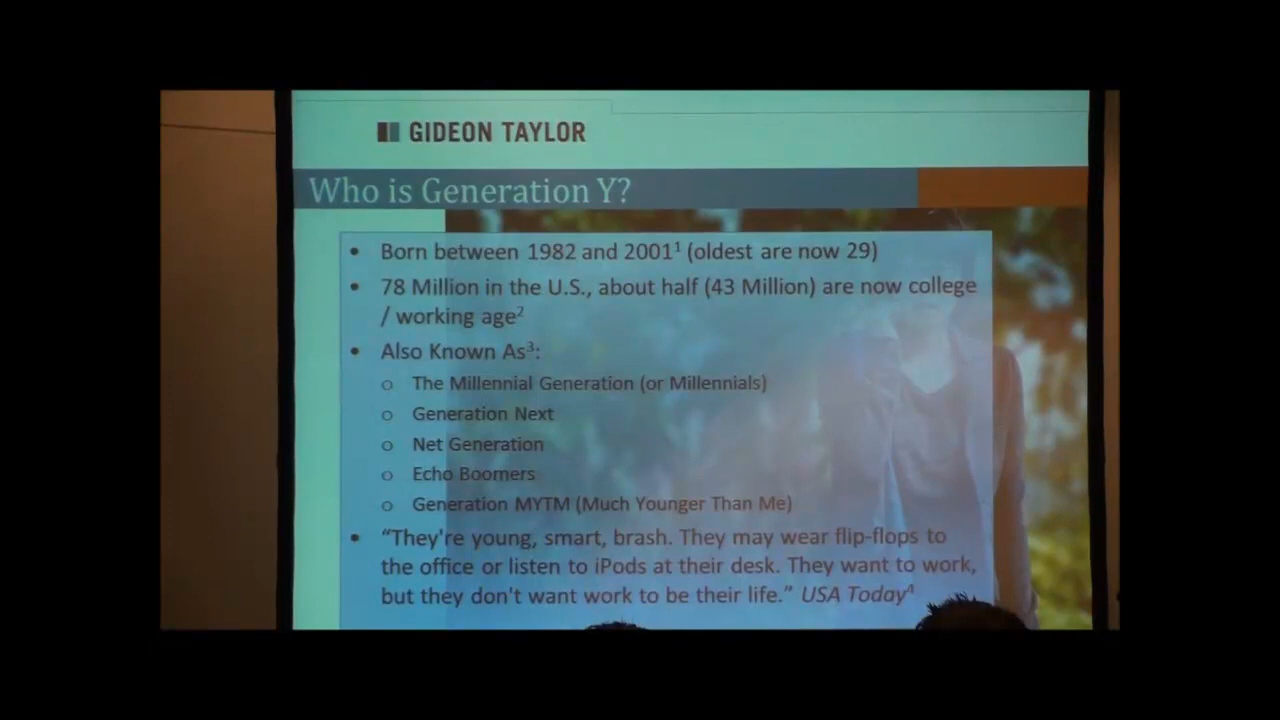 GIDEON TAYLOR
Who is Generation Y?
• Born between 1982 and 2001¹ (oldest are now 29)
• 78 Million in the U.S., about half (43 Million) are now college
/ working age²
• Also Known As³:
o The Millennial Generation (or Millennials)
o Generation Next
o Net Generation
o Echo Boomers
o Generation MYTM (Much Younger Than Me)
• “They're young, smart, brash. They may wear flip-flops to
the office or listen to iPods at their desk. They want to work,
but they don't want work to be their life.” USA Today⁴